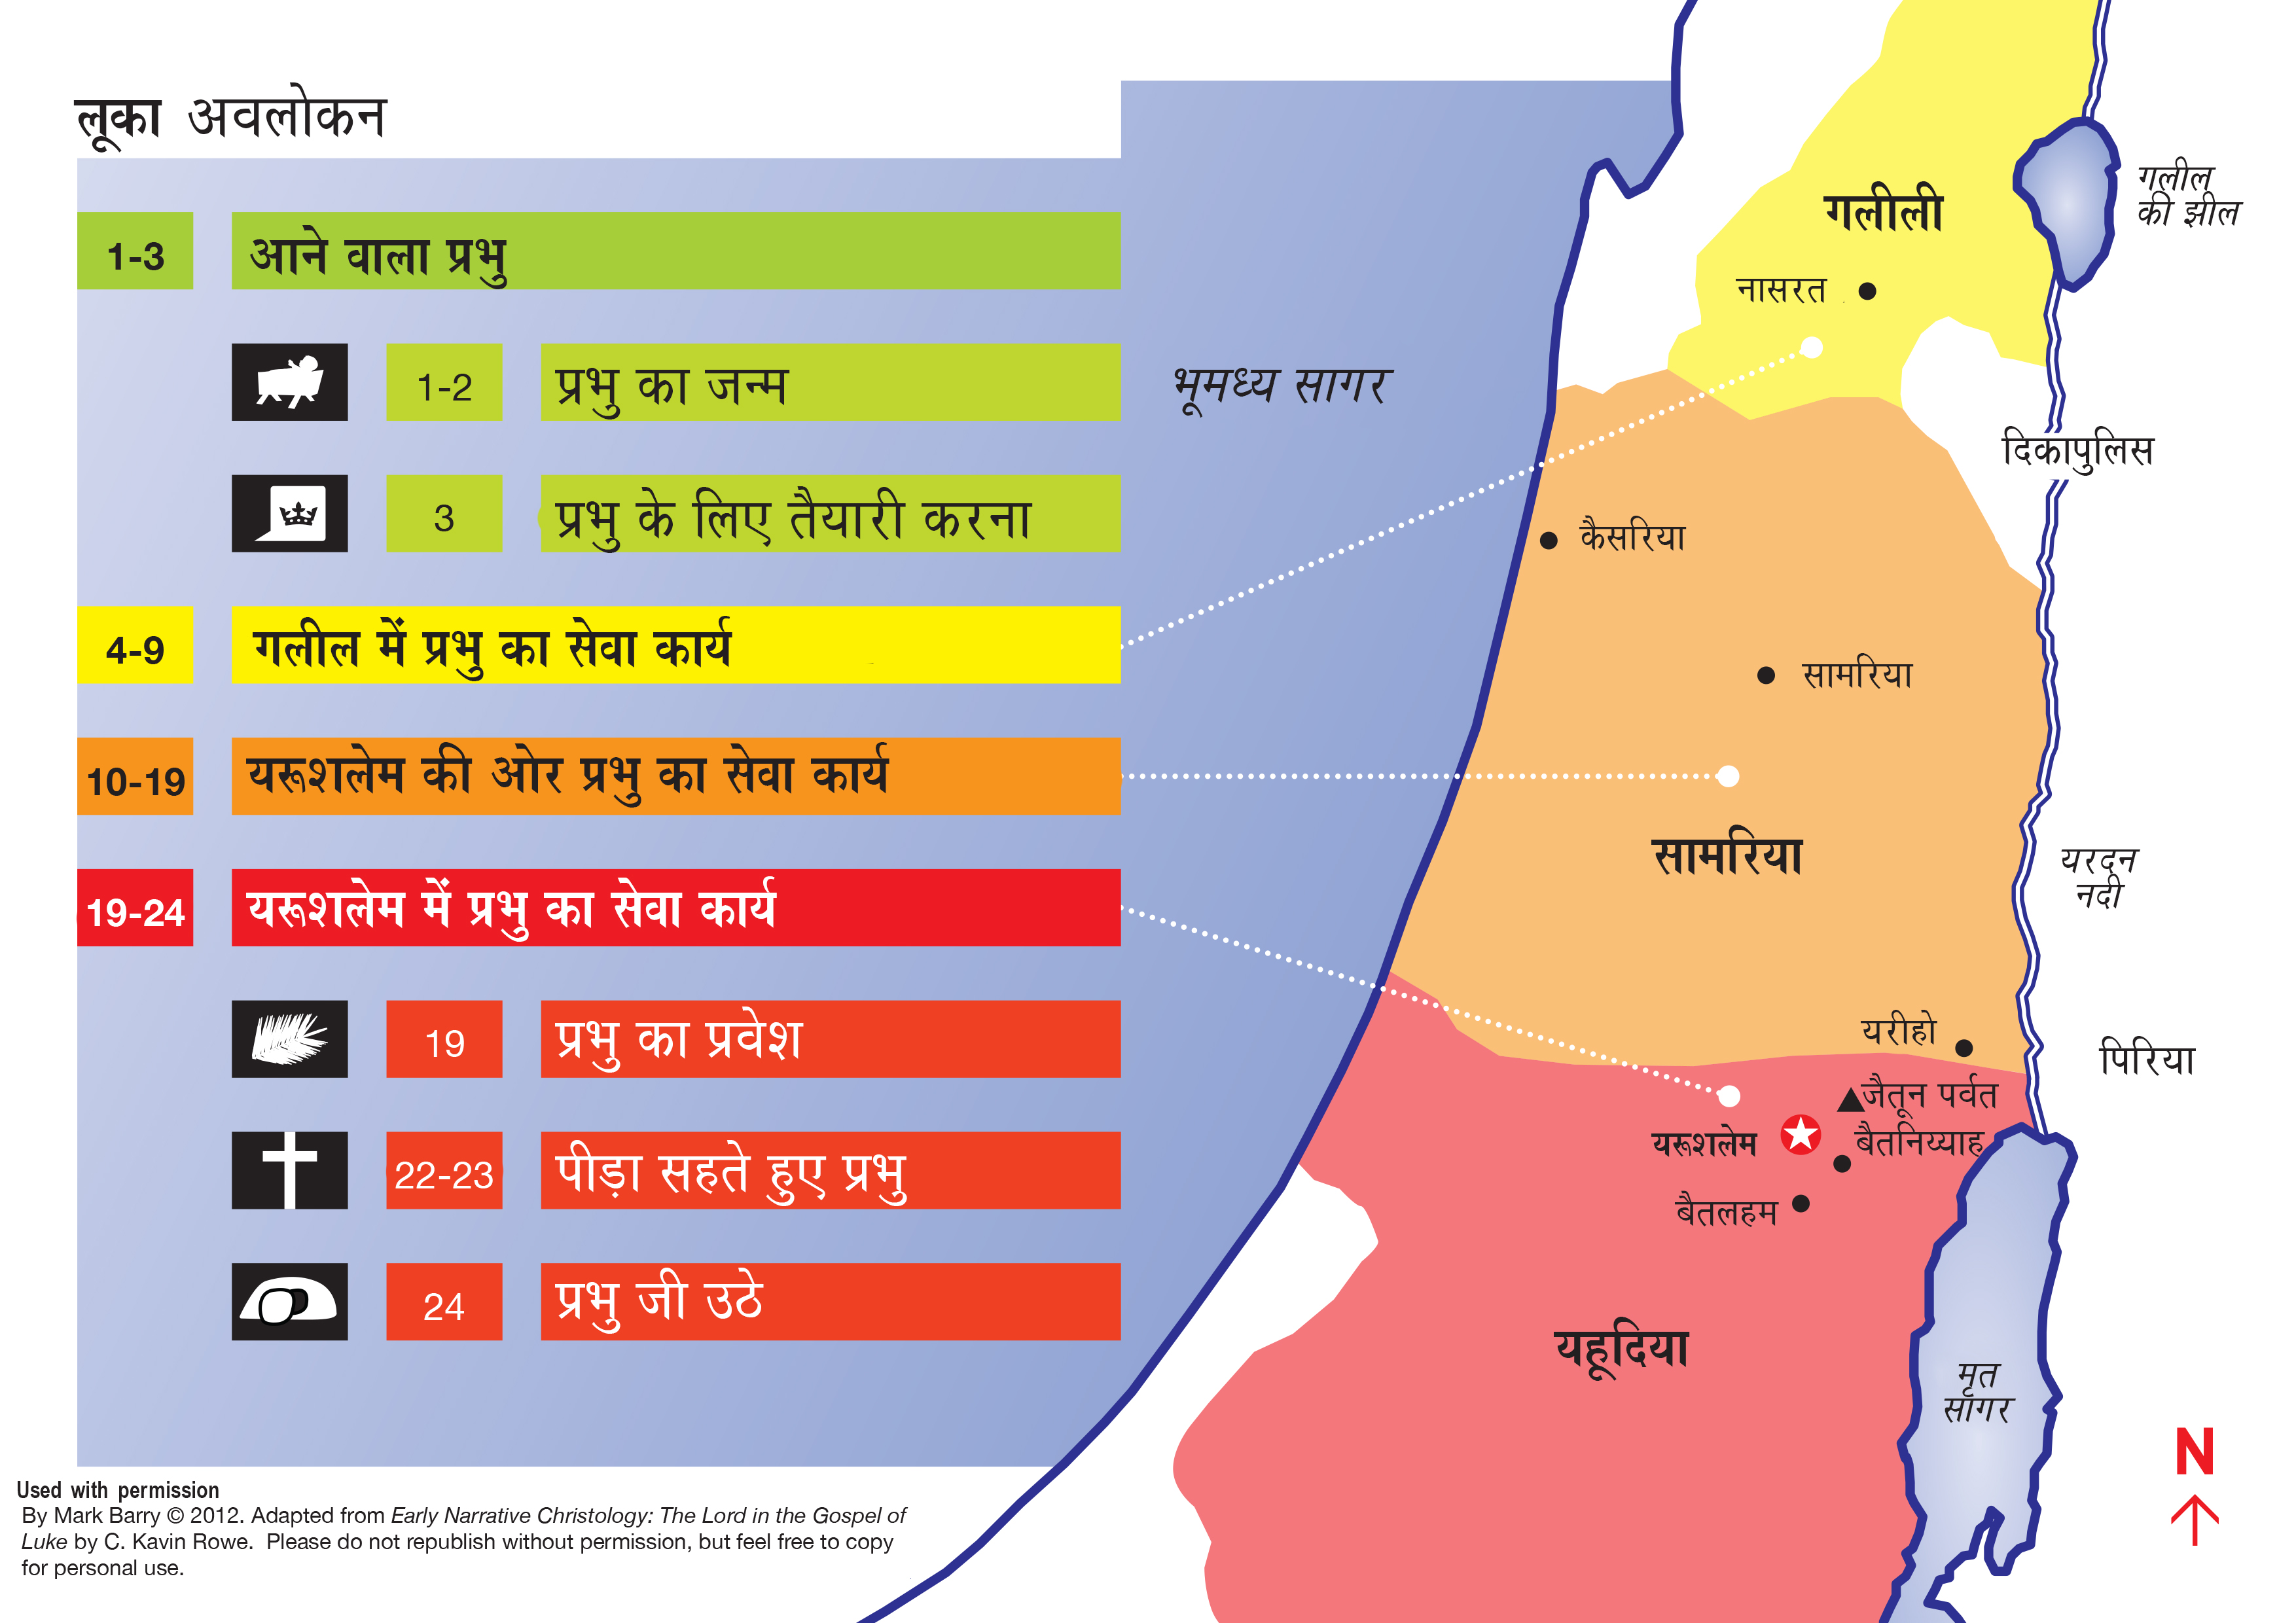 लूका अवलोकन
1-3 आने वाला प्रभु
1-2 प्रभु का जन्म
3 प्रभु के लिए तैयारी करना
4-9 गलील में प्रभु का सेवा कार्य
10-19 यरूशलेम की ओर प्रभु का सेवा कार्य
19-24 यरूशलेम में प्रभु का सेवा कार्य
19 प्रभु का प्रवेश
22-23 पीड़ा सहते हुए प्रभु
24 प्रभु जी उठे
भूमध्य सागर
गलीली
गलील
की झील
नासरत
दिकापुलिस
कैसरिया
सामरिया
सामरिया
यरदन
नदी
यरीहो
पिरिया
जैतून पर्वत
यरूशलेम
बैतनिय्याह
बैतलहम
यहूदिया
मृत
सागर
N
Used with permission
By Mark Barry © 2012. Adapted from Early Narrative Christology: The Lord in the Gospel of
Luke by C. Kavin Rowe. Please do not republish without permission, but feel free to copy
for personal use.